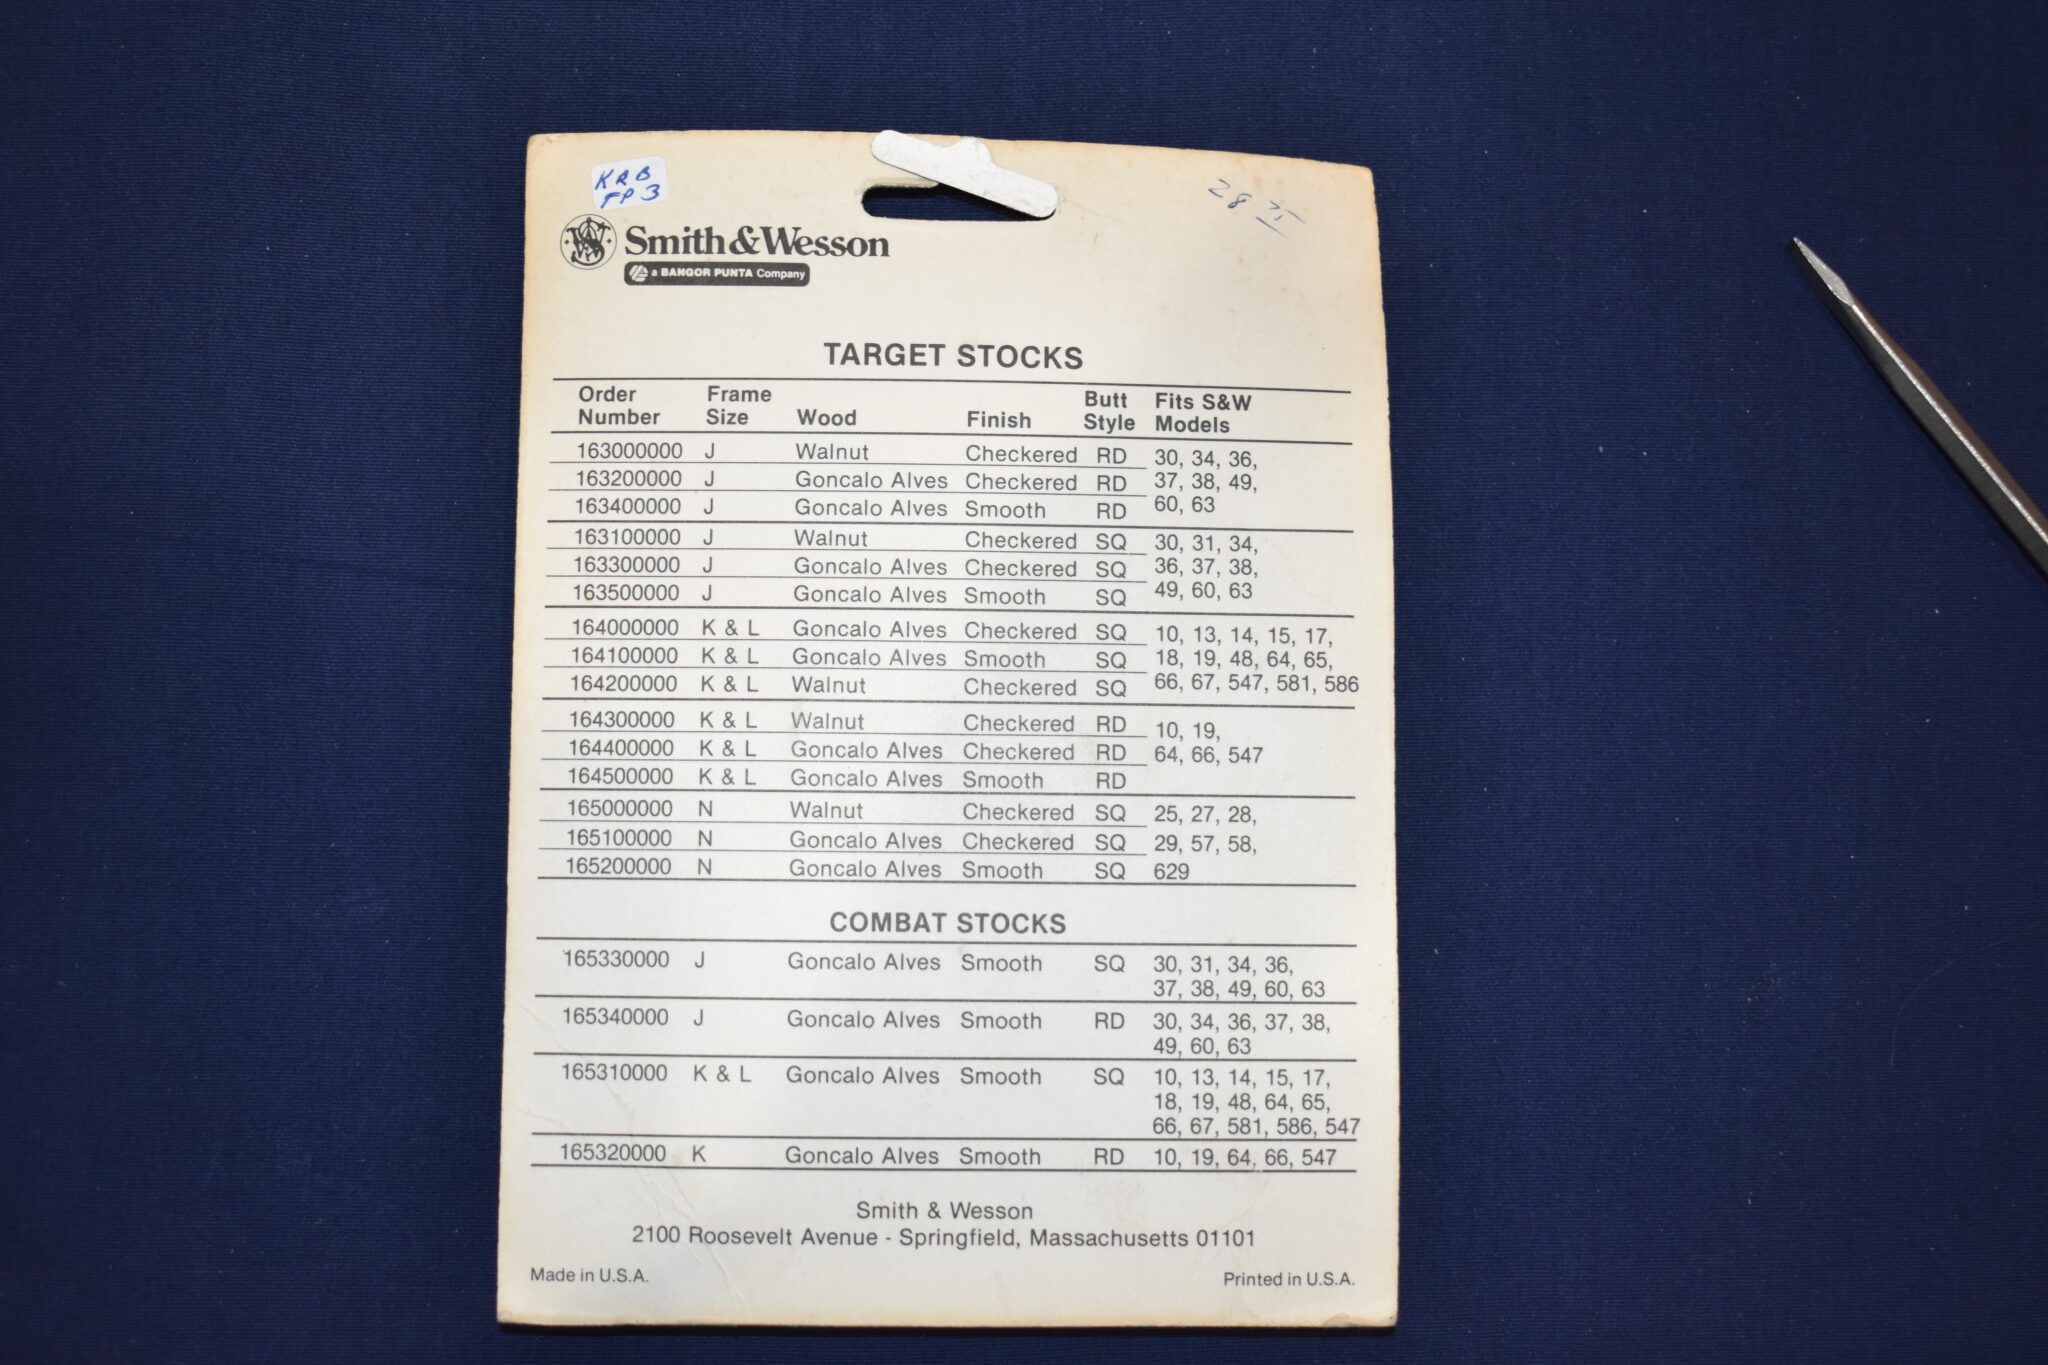 KRB
FP 3
28
Smith & Wesson
a BANGOR PUNTA Company
TARGET STOCKS
Order Number Frame Size Wood Finish Butt Style Fits S&W Models
163000000 J Walnut Checkered RD 30, 34, 36,
163200000 J Goncalo Alves Checkered RD 37, 38, 49,
163400000 J Goncalo Alves Smooth RD 60, 63
163100000 J Walnut Checkered SQ 30, 31, 34,
163300000 J Goncalo Alves Checkered SQ 36, 37, 38,
163500000 J Goncalo Alves Smooth SQ 49, 60, 63
164000000 K & L Goncalo Alves Checkered SQ 10, 13, 14, 15, 17,
164100000 K & L Goncalo Alves Smooth SQ 18, 19, 48, 64, 65,
164200000 K & L Walnut Checkered SQ 66, 67, 547, 581, 586
164300000 K & L Walnut Checkered RD 10, 19,
164400000 K & L Goncalo Alves Checkered RD 64, 66, 547
164500000 K & L Goncalo Alves Smooth RD
165000000 N Walnut Checkered SQ 25, 27, 28,
165100000 N Goncalo Alves Checkered SQ 29, 57, 58,
165200000 N Goncalo Alves Smooth SQ 629
COMBAT STOCKS
165330000 J Goncalo Alves Smooth SQ 30, 31, 34, 36,
37, 38, 49, 60, 63
165340000 J Goncalo Alves Smooth RD 30, 34, 36, 37, 38,
49, 60, 63
165310000 K & L Goncalo Alves Smooth SQ 10, 13, 14, 15, 17,
18, 19, 48, 64, 65,
66, 67, 581, 586, 547
165320000 K Goncalo Alves Smooth RD 10, 19, 64, 66, 547
Smith & Wesson
2100 Roosevelt Avenue - Springfield, Massachusetts 01101
Made in U.S.A. Printed in U.S.A.